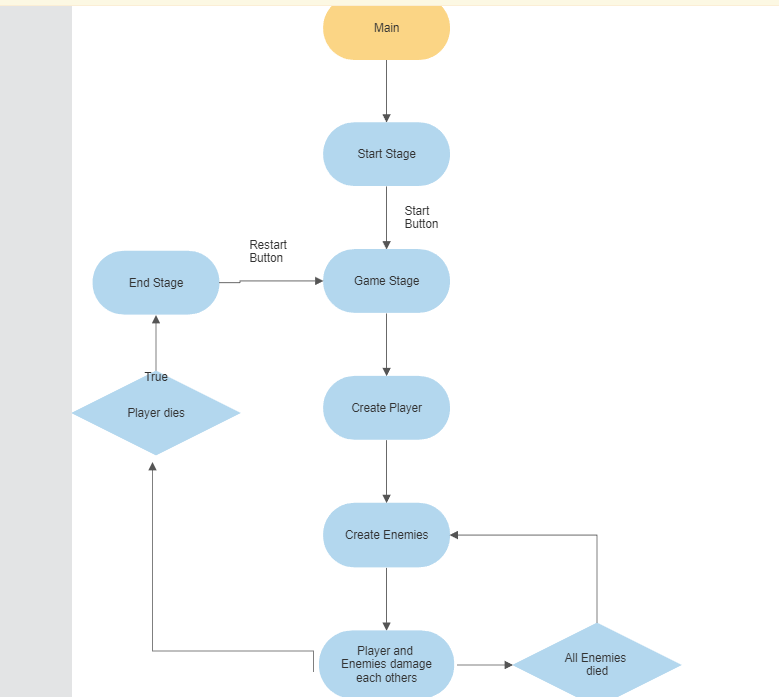 Main
Start Stage
Start
Button
Restart
Button
End Stage
Game Stage
True
Player dies
Create Player
Create Enemies
Player and
Enemies damage
each others
All Enemies
died